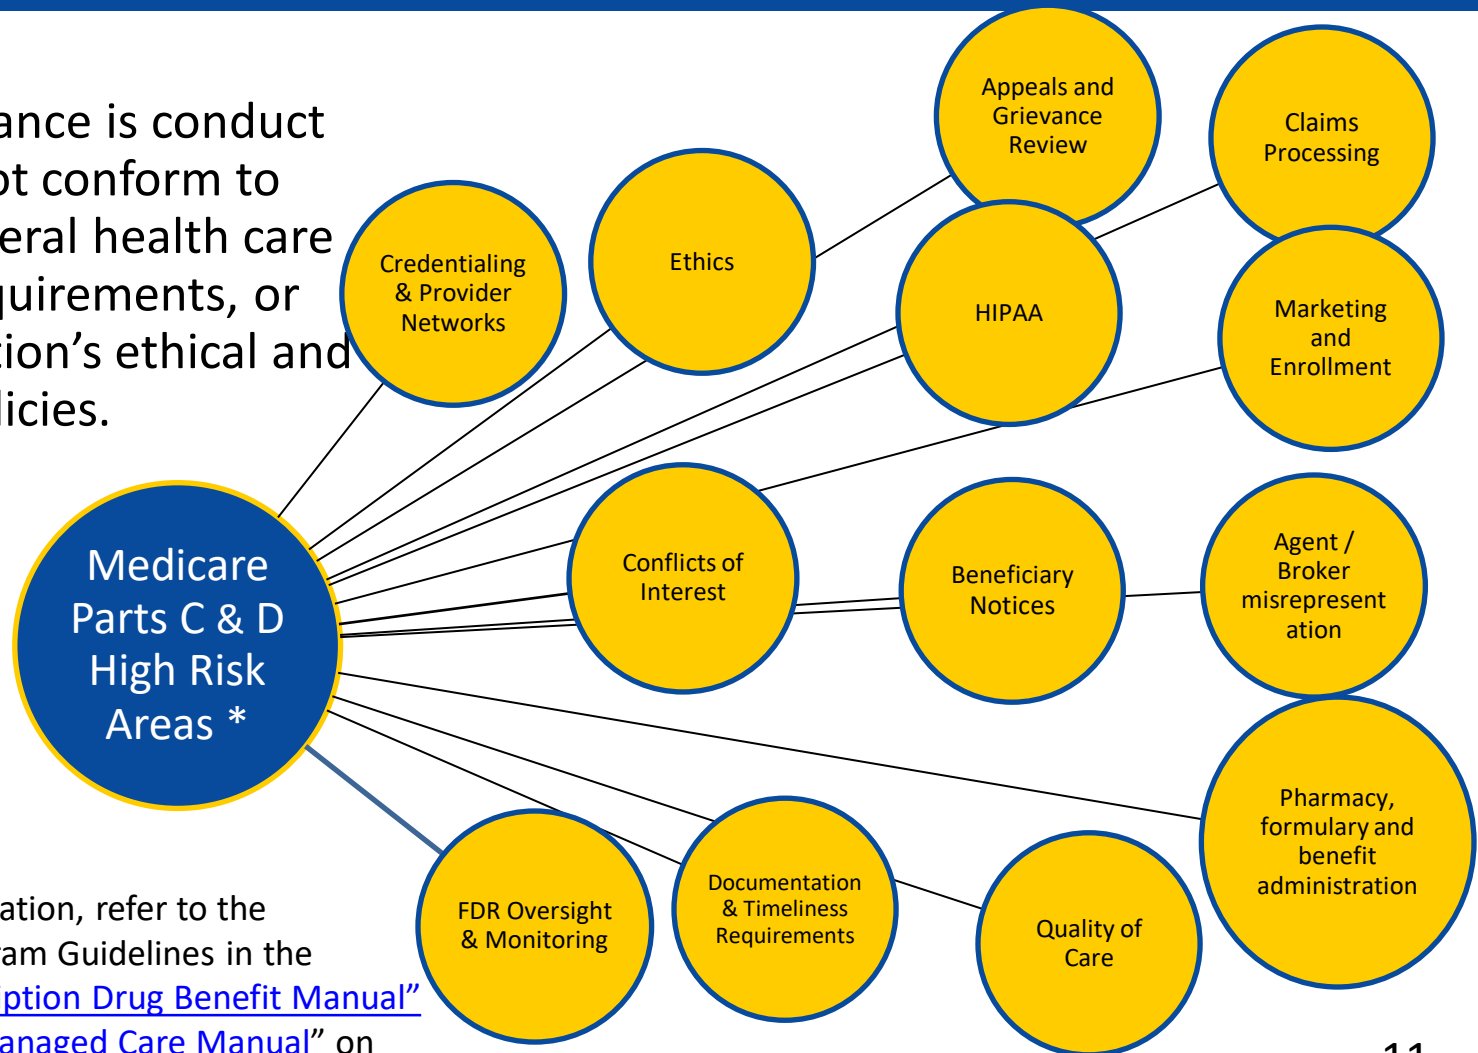 ance is conduct
ot conform to
eral health care
quirements, or
tion’s ethical and
licies.
Appeals and
Grievance
Review
Claims
Processing
Credentialing
& Provider
Networks
Ethics
HIPAA
Marketing
and
Enrollment
Medicare
Parts C & D
High Risk
Areas *
Conflicts of
Interest
Beneficiary
Notices
Agent /
Broker
misrepresent
ation
Pharmacy,
formulary and
benefit
administration
FDR Oversight
& Monitoring
Documentation
& Timeliness
Requirements
Quality of
Care
ation, refer to the
ram Guidelines in the
iption Drug Benefit Manual”
anaged Care Manual” on
11